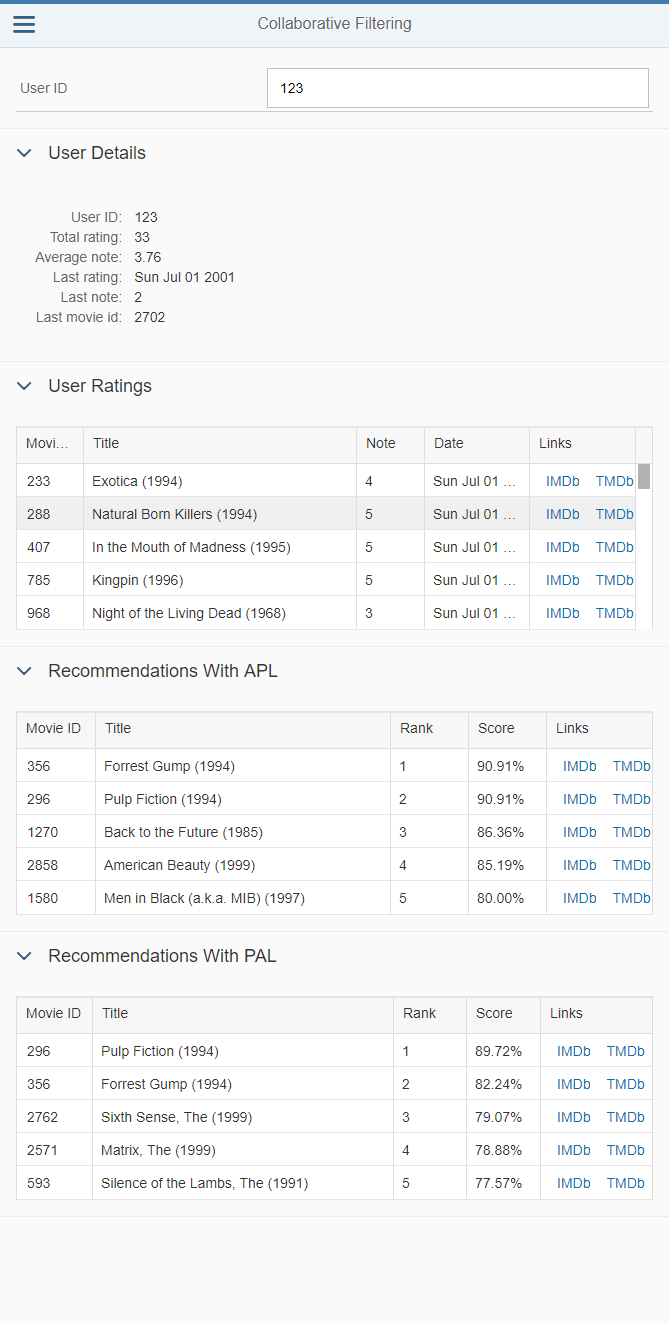 Collaborative Filtering
User ID 123
User Details
User ID: 123
Total rating: 33
Average note: 3.76
Last rating: Sun Jul 01 2001
Last note: 2
Last movie id: 2702
User Ratings
Movi... Title Note Date Links
233 Exotica (1994) 4 Sun Jul 01 ... IMDb TMDb
288 Natural Born Killers (1994) 5 Sun Jul 01 ... IMDb TMDb
407 In the Mouth of Madness (1995) 5 Sun Jul 01 ... IMDb TMDb
785 Kingpin (1996) 5 Sun Jul 01 ... IMDb TMDb
968 Night of the Living Dead (1968) 3 Sun Jul 01 ... IMDb TMDb
Recommendations With APL
Movie ID Title Rank Score Links
356 Forrest Gump (1994) 1 90.91% IMDb TMDb
296 Pulp Fiction (1994) 2 90.91% IMDb TMDb
1270 Back to the Future (1985) 3 86.36% IMDb TMDb
2858 American Beauty (1999) 4 85.19% IMDb TMDb
1580 Men in Black (a.k.a. MIB) (1997) 5 80.00% IMDb TMDb
Recommendations With PAL
Movie ID Title Rank Score Links
296 Pulp Fiction (1994) 1 89.72% IMDb TMDb
356 Forrest Gump (1994) 2 82.24% IMDb TMDb
2762 Sixth Sense, The (1999) 3 79.07% IMDb TMDb
2571 Matrix, The (1999) 4 78.88% IMDb TMDb
593 Silence of the Lambs, The (1991) 5 77.57% IMDb TMDb